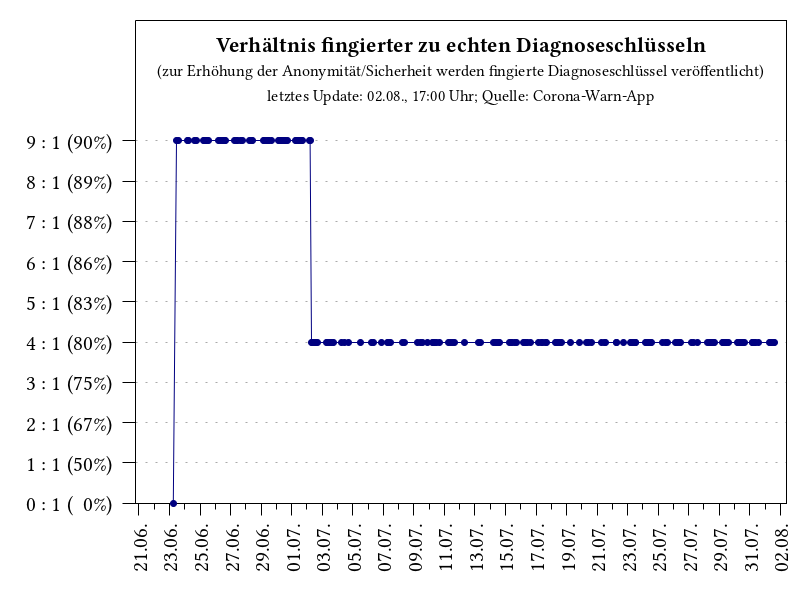 Verhältnis fingierter zu echten Diagnoseschlüsseln
(zur Erhöhung der Anonymität/Sicherheit werden fingierte Diagnoseschlüssel veröffentlicht)
letztes Update: 02.08., 17:00 Uhr; Quelle: Corona-Warn-App
9 : 1 (90%)
8 : 1 (89%)
7 : 1 (88%)
6 : 1 (86%)
5 : 1 (83%)
4 : 1 (80%)
3 : 1 (75%)
2 : 1 (67%)
1 : 1 (50%)
0 : 1 (  0%)
21.06.
23.06.
25.06.
27.06.
29.06.
01.07.
03.07.
05.07.
07.07.
09.07.
11.07.
13.07.
15.07.
17.07.
19.07.
21.07.
23.07.
25.07.
27.07.
29.07.
31.07.
02.08.